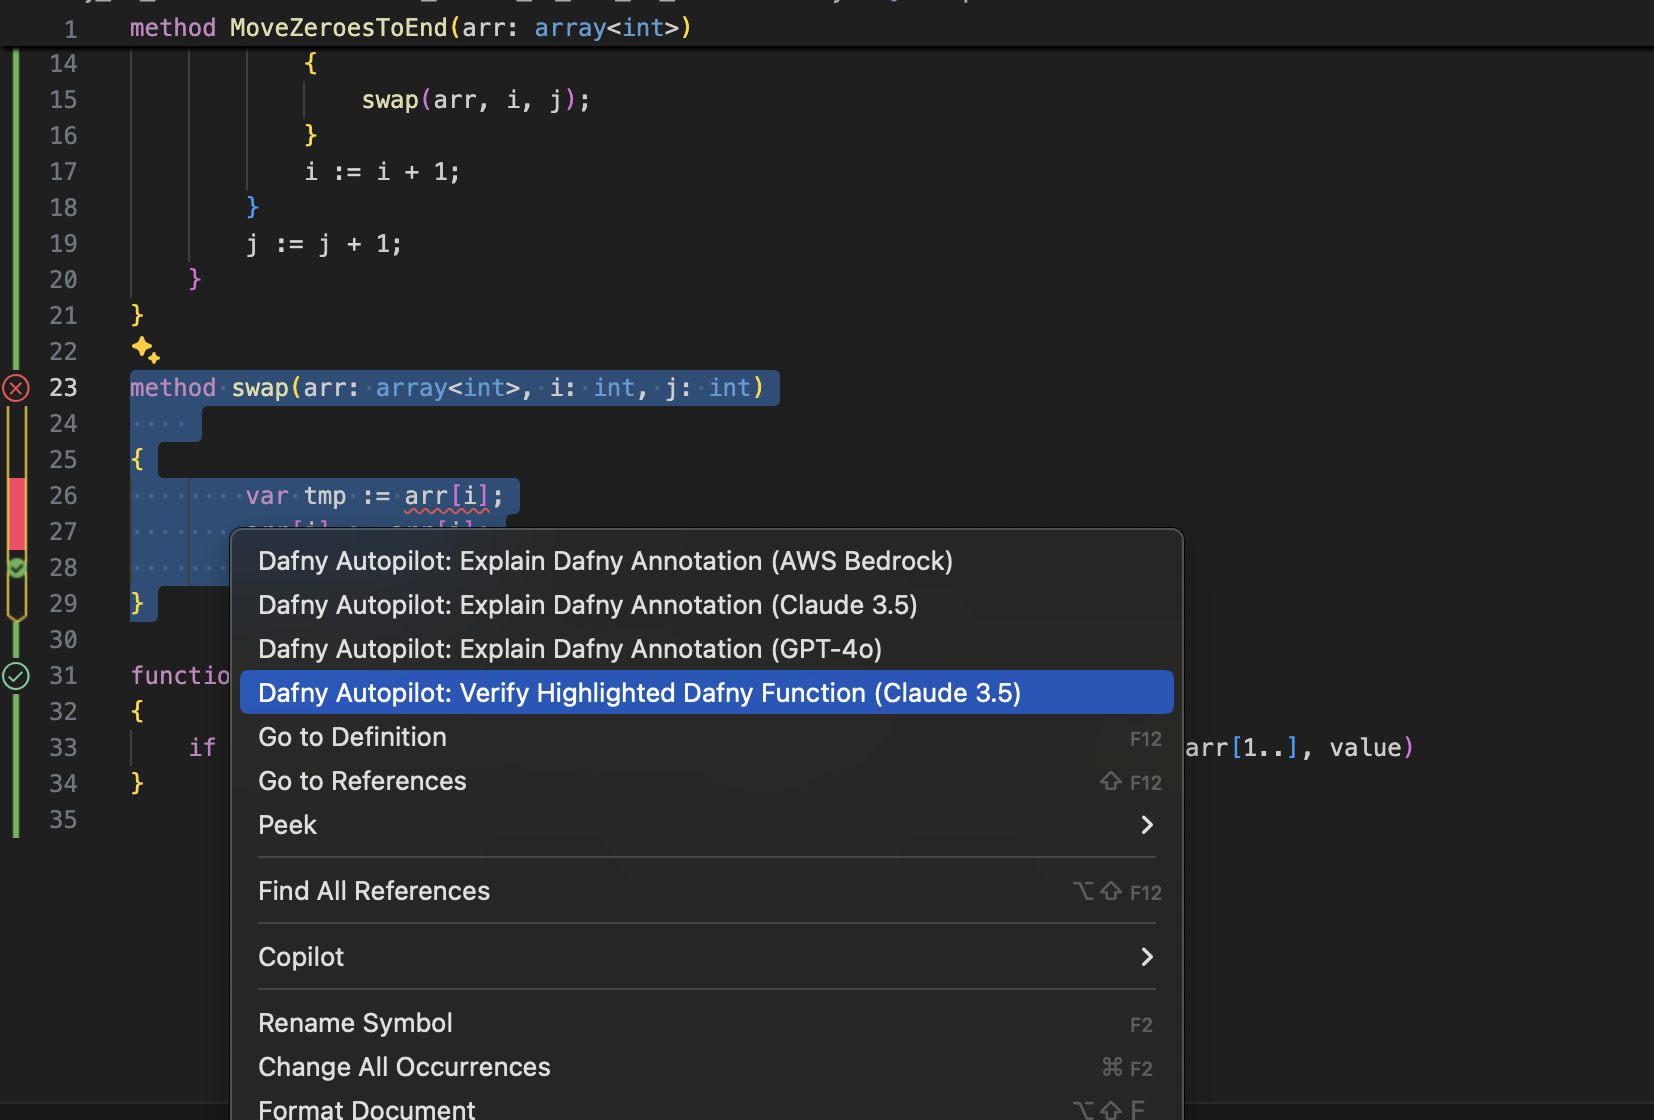 1 method MoveZeroesToEnd(arr: array<int>)
14 {
15 swap(arr, i, j);
16 }
17 i := i + 1;
18 }
19 j := j + 1;
20 }
21 }
22
23 method swap(arr: array<int>, i: int, j: int)
24
25 {
26 var tmp := arr[i];
27
28
29 }
30
31 functio
32 {
33 if arr[1..], value)
34 }
35
Dafny Autopilot: Explain Dafny Annotation (AWS Bedrock)
Dafny Autopilot: Explain Dafny Annotation (Claude 3.5)
Dafny Autopilot: Explain Dafny Annotation (GPT-4o)
Dafny Autopilot: Verify Highlighted Dafny Function (Claude 3.5)
Go to Definition F12
Go to References ⇧ F12
Peek
Find All References ⌥⇧ F12
Copilot
Rename Symbol F2
Change All Occurrences ⌘ F2
Format Document ⌥⇧ F